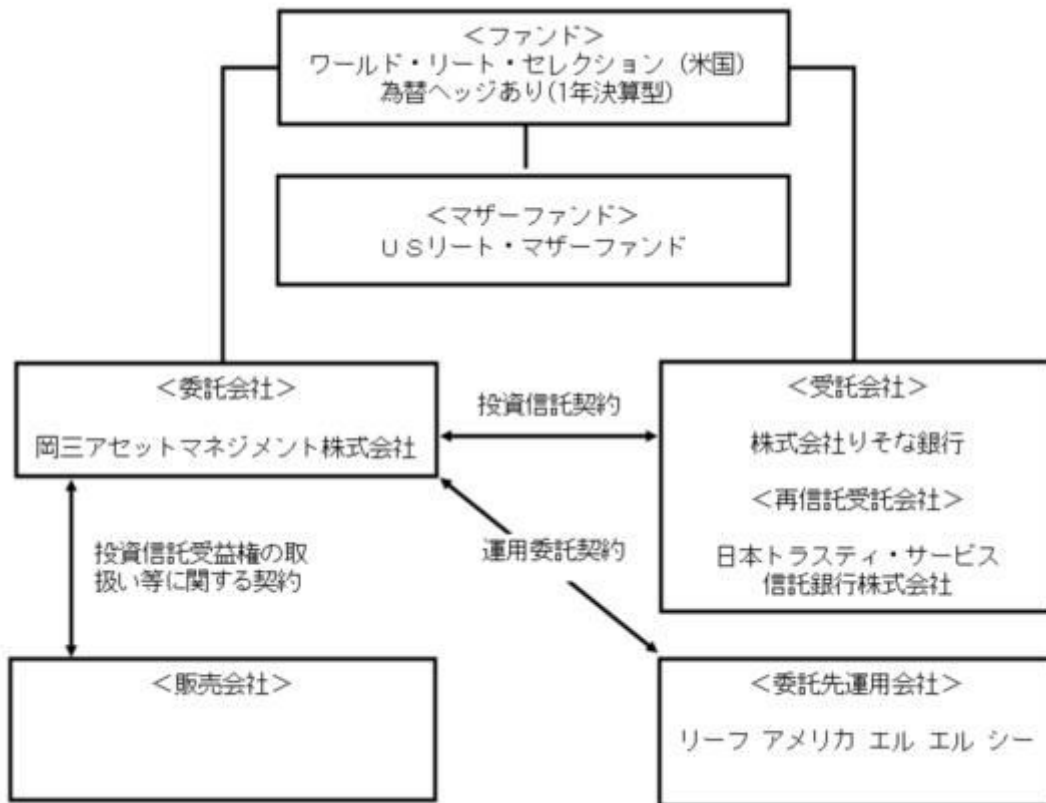 ＜ファンド＞
ワールド・リート・セレクション（米国）
為替ヘッジあり(1年決算型)
＜マザーファンド＞
ＵＳリート・マザーファンド
＜委託会社＞
岡三アセットマネジメント株式会社
投資信託契約
＜受託会社＞
株式会社りそな銀行
＜再信託受託会社＞
日本トラスティ・サービス
信託銀行株式会社
投資信託受益権の取
扱い等に関する契約
運用委託契約
＜販売会社＞
＜委託先運用会社＞
リーフ アメリカ エル エル シー